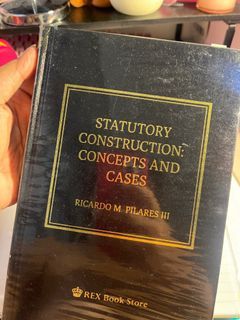 STATUTORY
CONSTRUCTION:
CONCEPTS AND
CASES
RICARDO M. PILARES III
REX Book Store